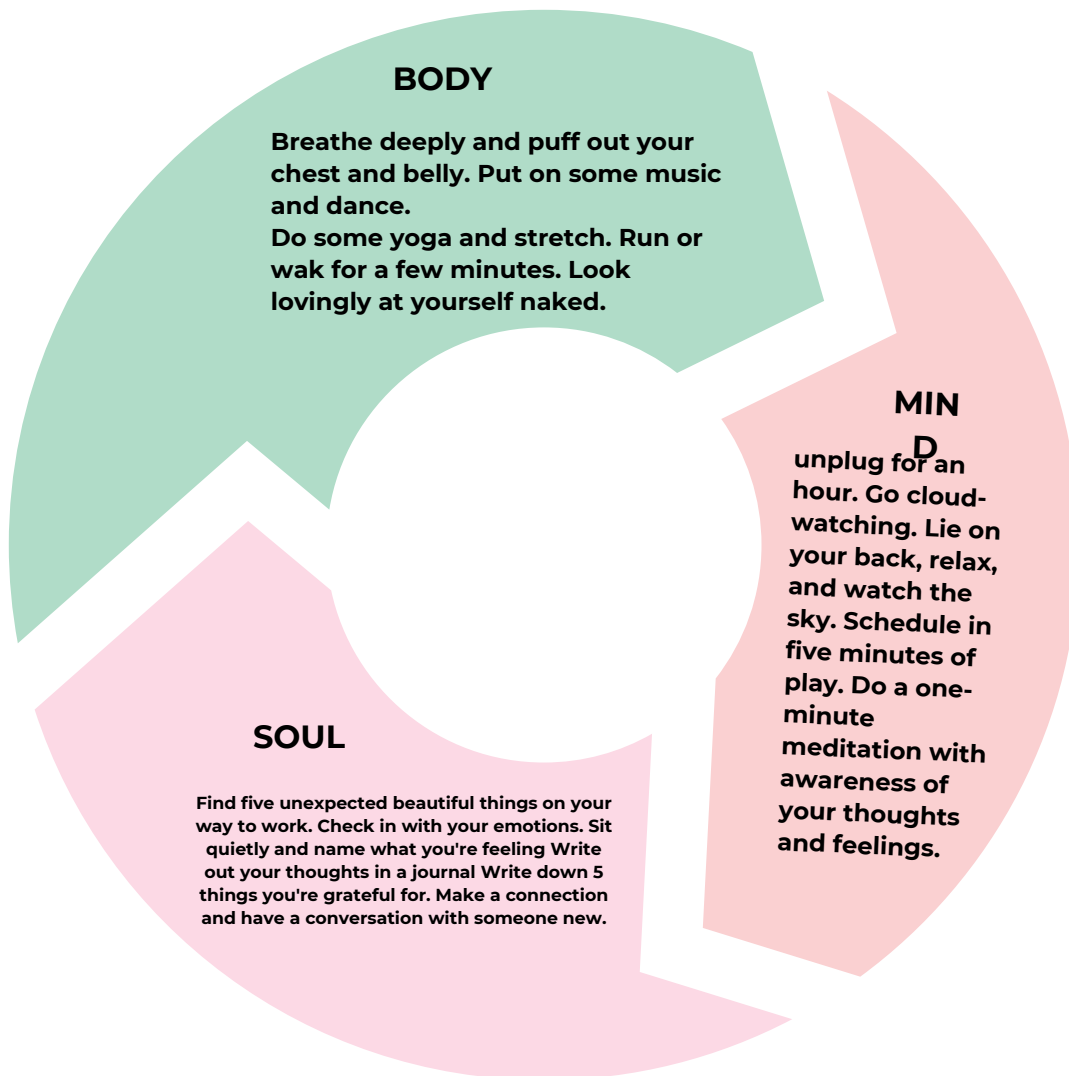 BODY
Breathe deeply and puff out your
chest and belly. Put on some music
and dance.
Do some yoga and stretch. Run or
wak for a few minutes. Look
lovingly at yourself naked.
MIN
D
unplug for an
hour. Go cloud-
watching. Lie on
your back, relax,
and watch the
sky. Schedule in
five minutes of
play. Do a one-
minute
meditation with
awareness of
your thoughts
and feelings.
SOUL
Find five unexpected beautiful things on your
way to work. Check in with your emotions. Sit
quietly and name what you're feeling Write
out your thoughts in a journal Write down 5
things you're grateful for. Make a connection
and have a conversation with someone new.